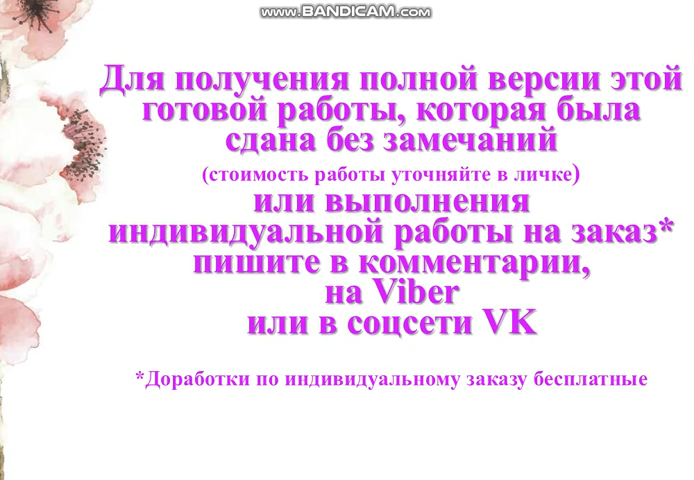 www.BANDICAM.com
Для получения полной версии этой
готовой работы, которая была
сдана без замечаний
(стоимость работы уточняйте в личке)
или выполнения
индивидуальной работы на заказ*
пишите в комментарии,
на Viber
или в соцсети VK
*Доработки по индивидуальному заказу бесплатные